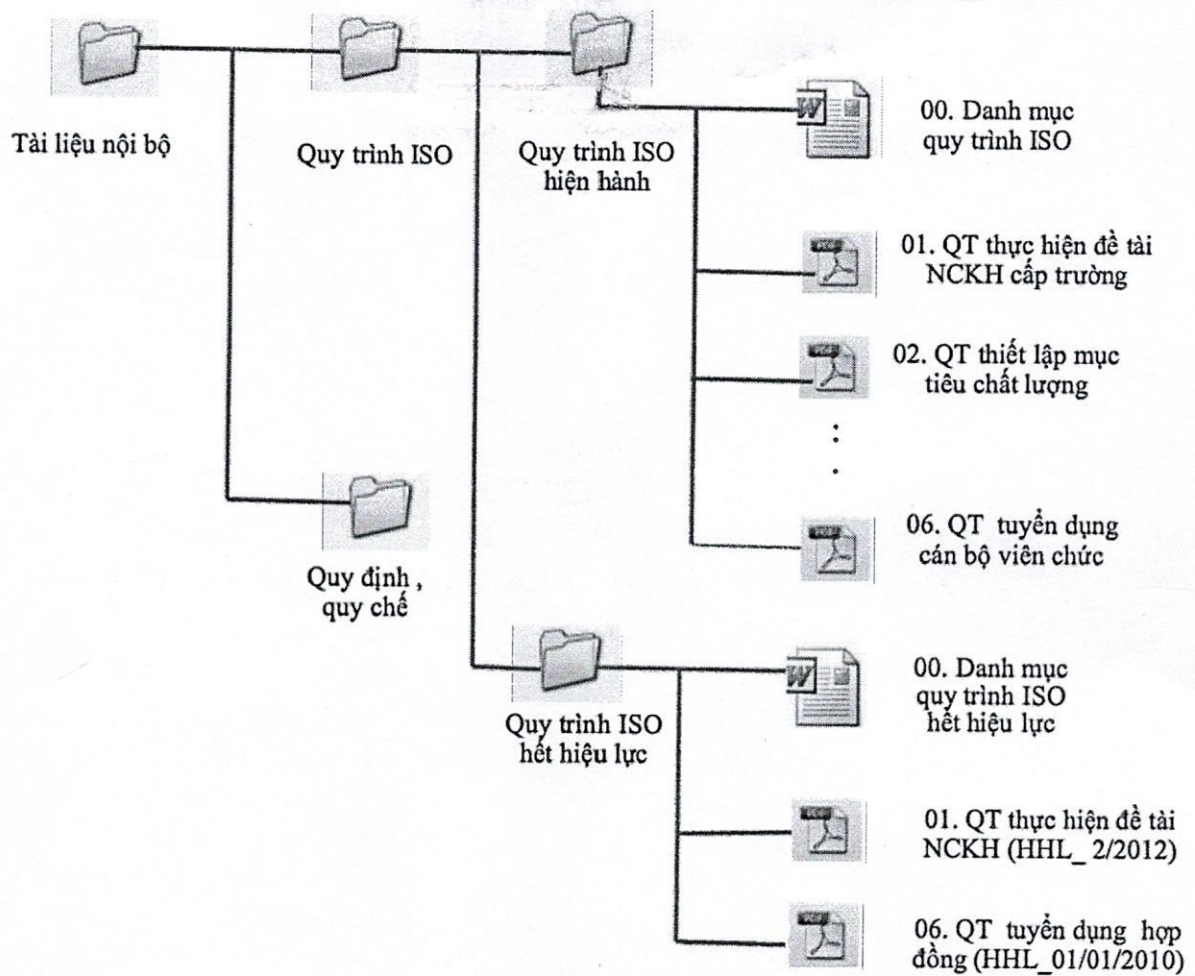 Tài liệu nội bộ
Quy trình ISO
Quy trình ISO
hiện hành
00. Danh mục
quy trình ISO
01. QT thực hiện đề tài
NCKH cấp trường
02. QT thiết lập mục
tiêu chất lượng
06. QT tuyển dụng
cán bộ viên chức
Quy định ,
quy chế
Quy trình ISO
hết hiệu lực
00. Danh mục
quy trình ISO
hết hiệu lực
01. QT thực hiện đề tài
NCKH (HHL_ 2/2012)
06. QT tuyển dụng hợp
đồng (HHL_01/01/2010)